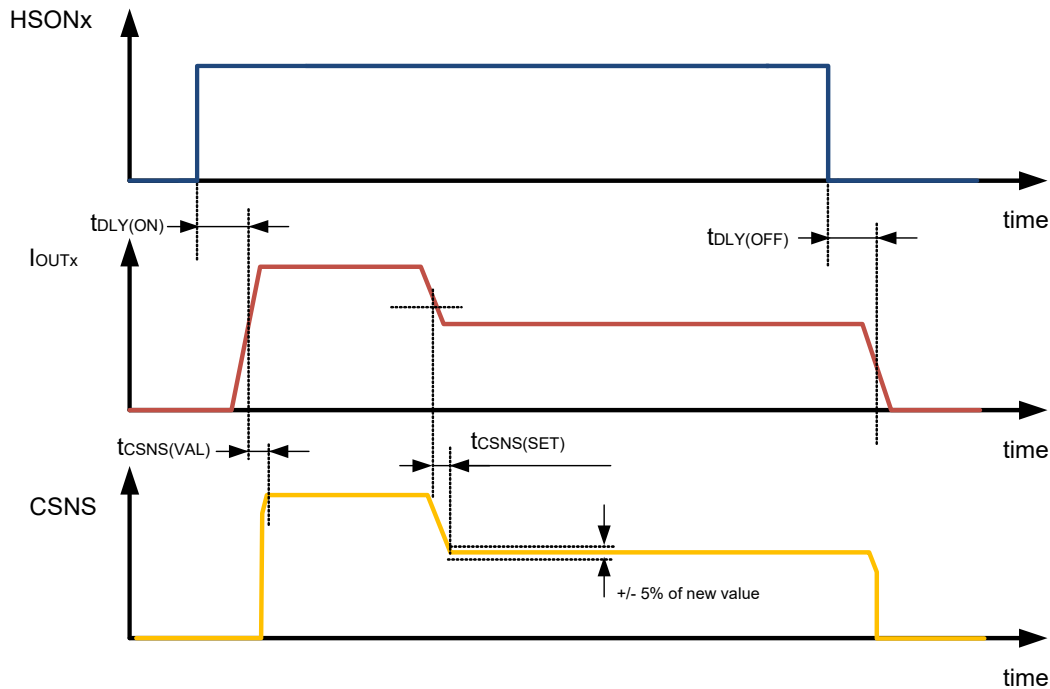 HSONx
time
tDLY(ON)
tDLY(OFF)
IOUTx
time
tCSNS(VAL)
tCSNS(SET)
CSNS
+/- 5% of new value
time